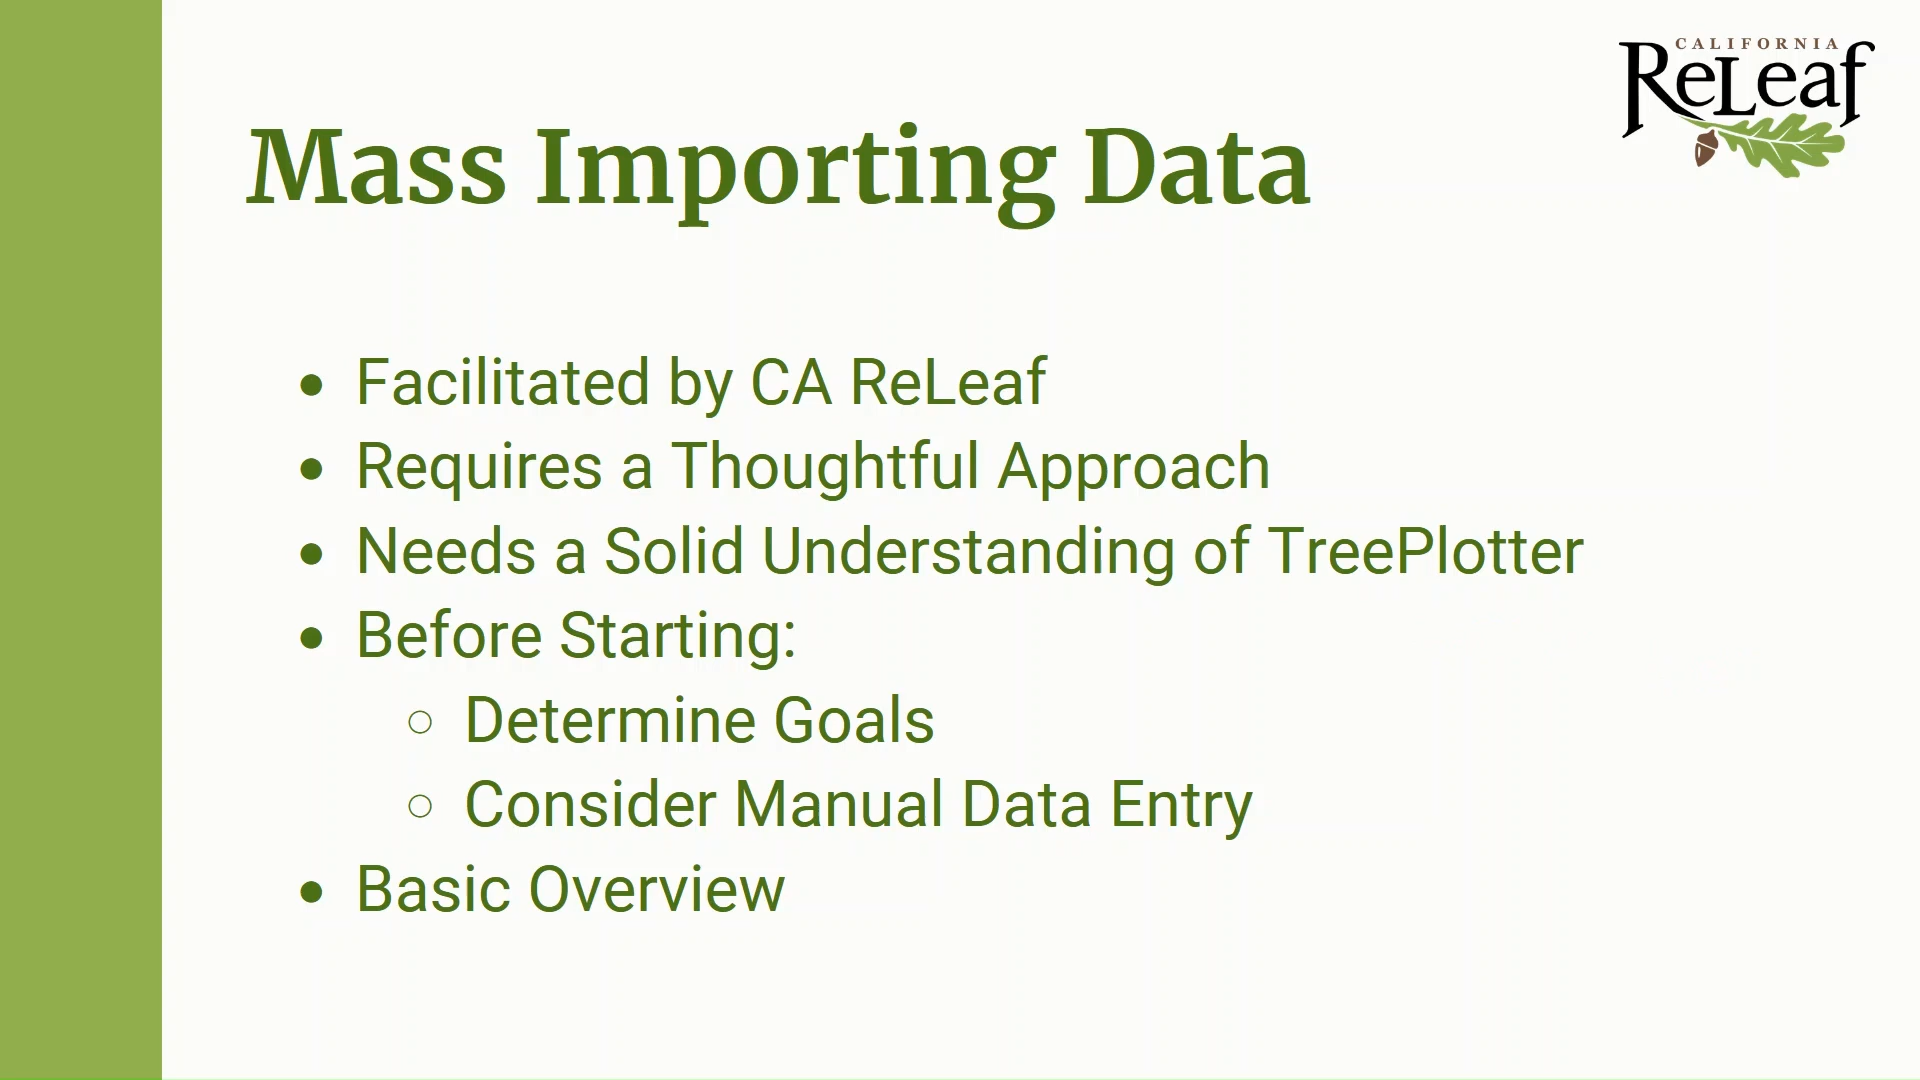 CALIFORNIA
ReLeaf
Mass Importing Data
● Facilitated by CA ReLeaf
● Requires a Thoughtful Approach
● Needs a Solid Understanding of TreePlotter
● Before Starting:
○ Determine Goals
○ Consider Manual Data Entry
● Basic Overview